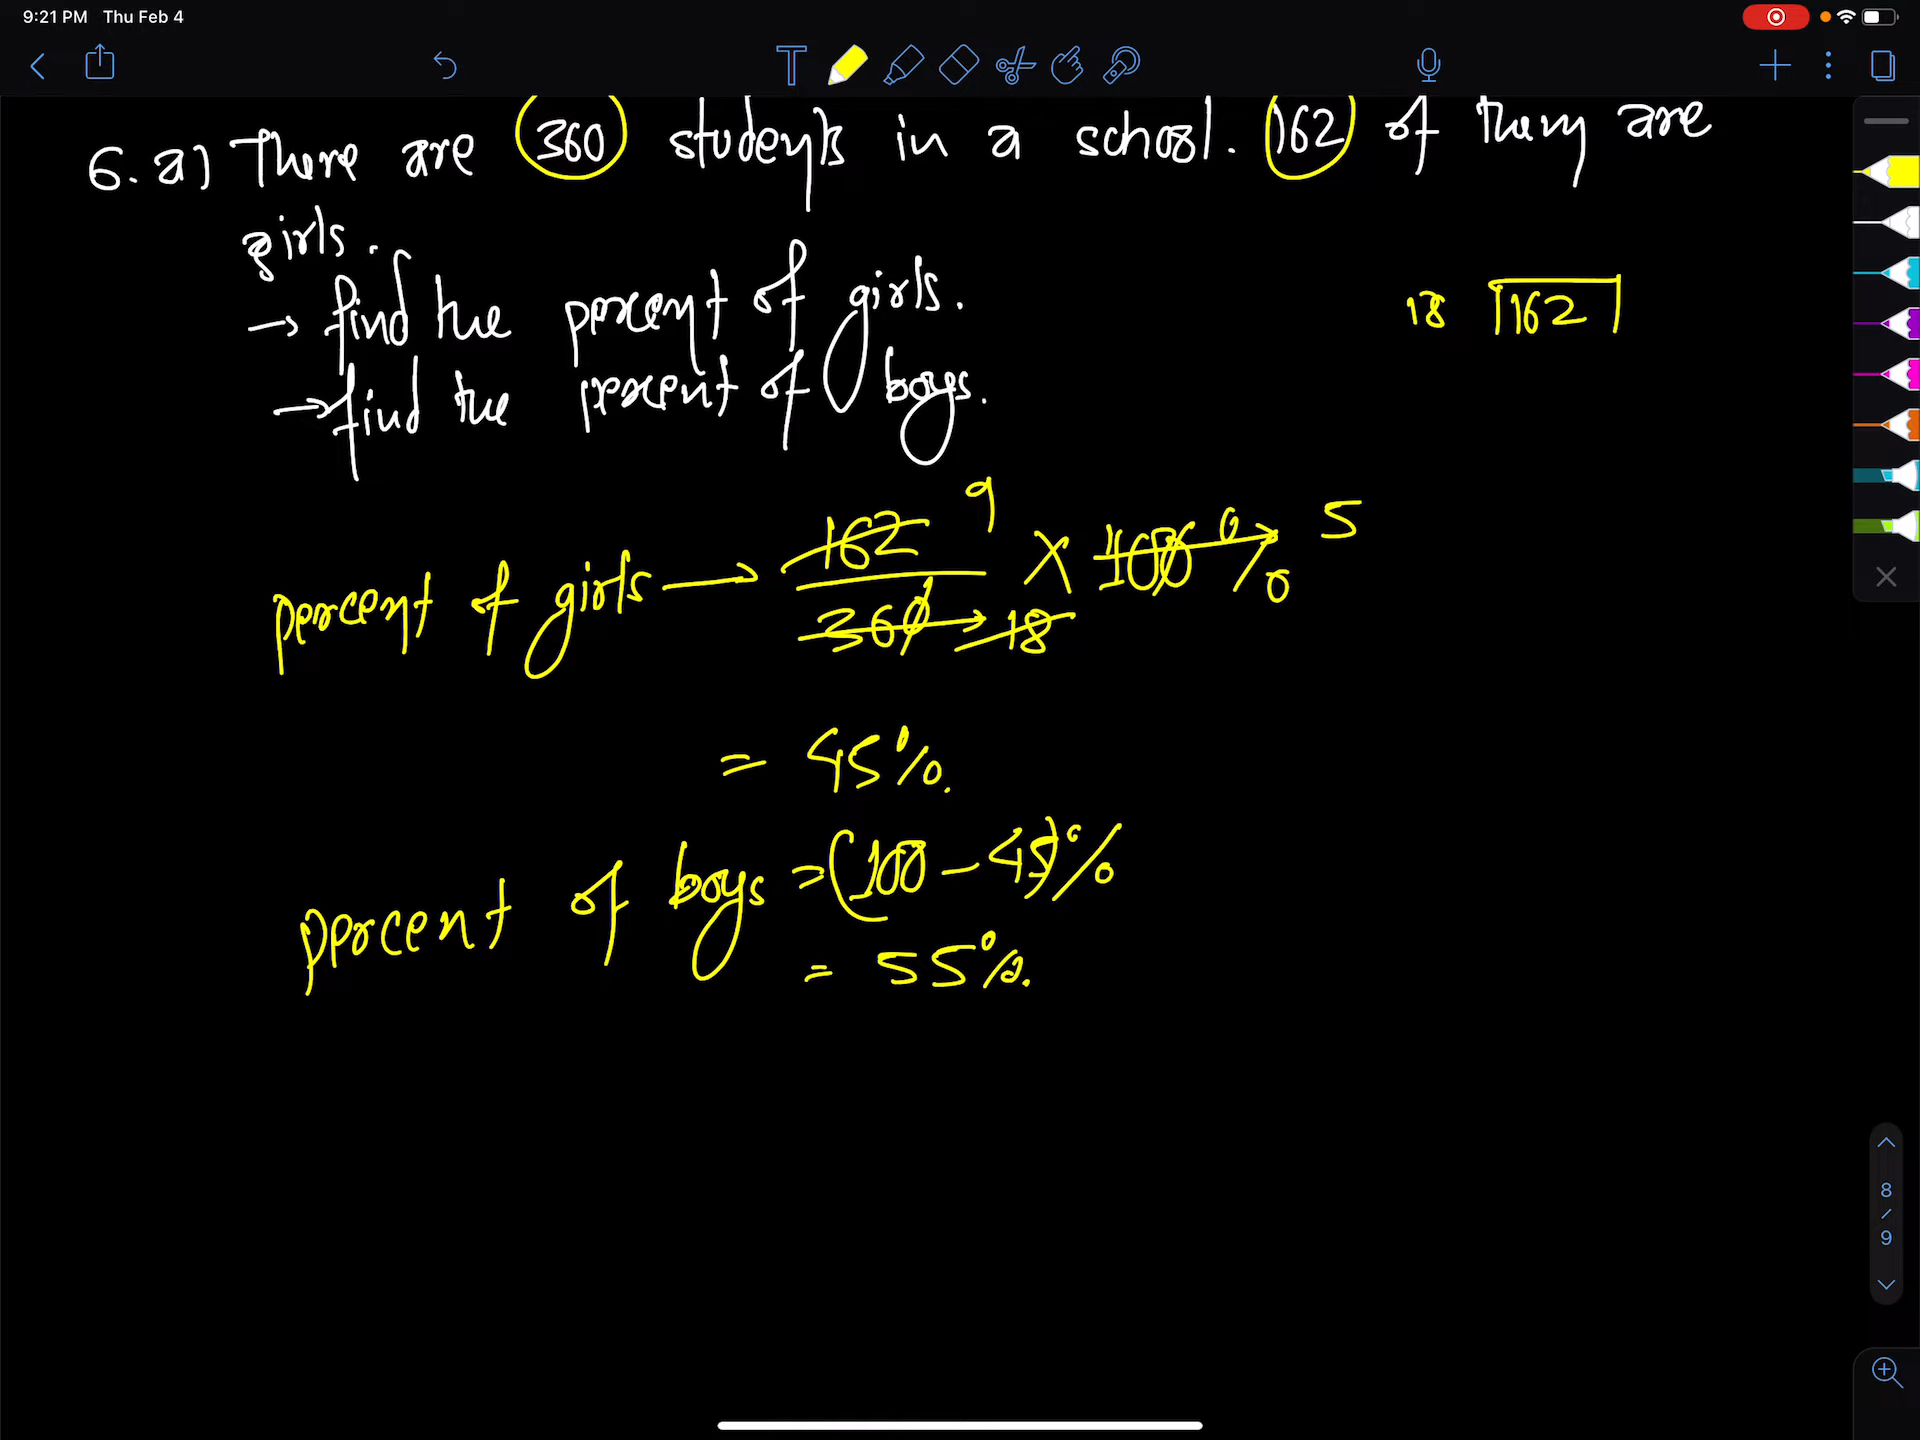 9:21 PM Thu Feb 4
6. a) There are 360 students in a school. 162 of them are
girls.
→ find the percent of girls.
→ find the percent of boys.
18 162
percent of girls → 162 9 / 360 → 18 × 100 % 5
= 45%.
percent of boys = (100 - 45)%
= 55%.
8
/
9